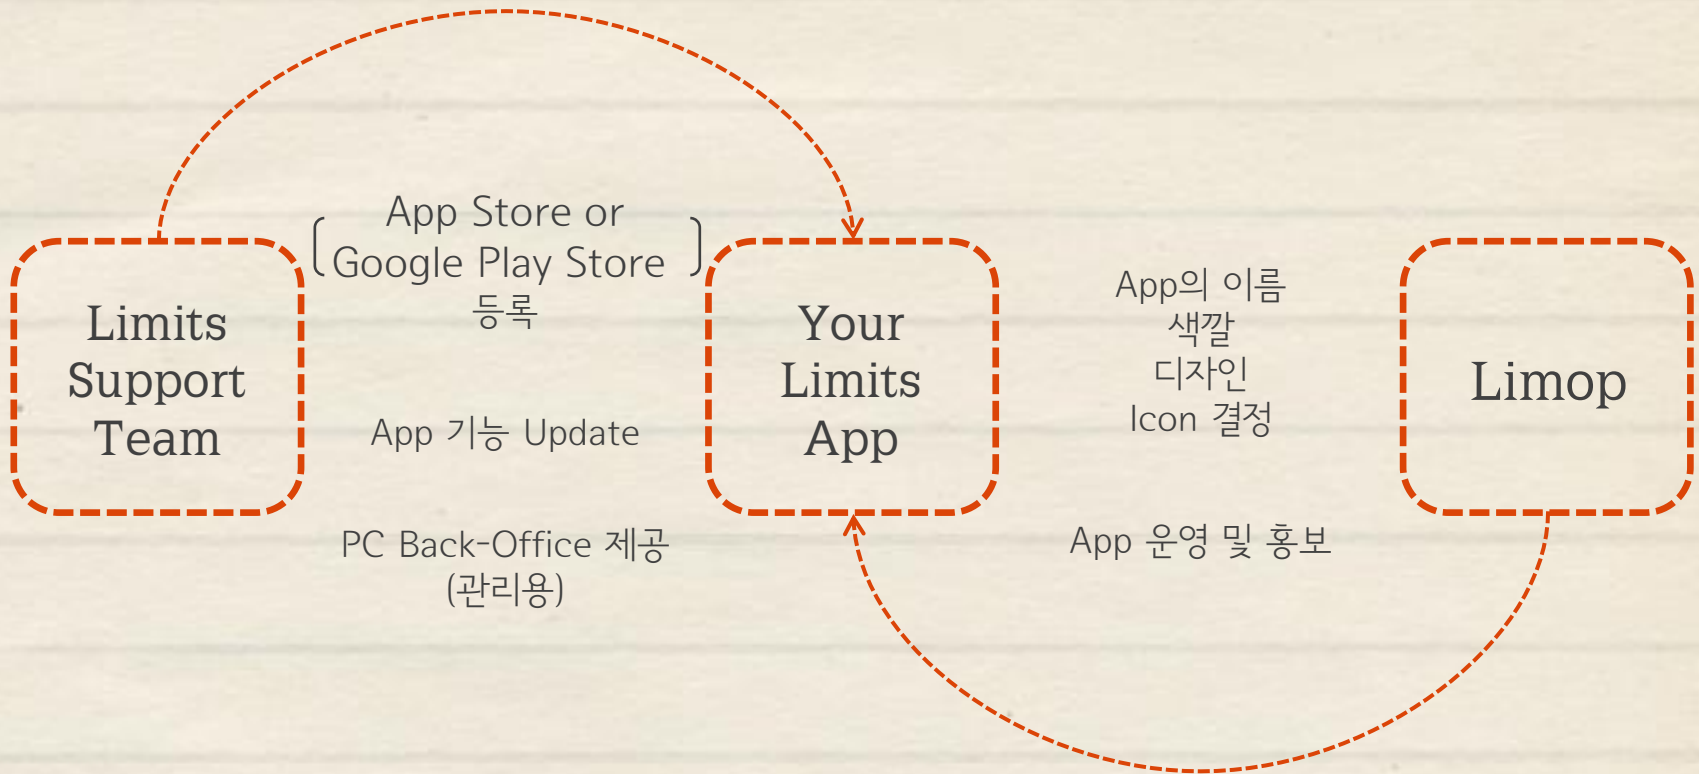 Limits
Support
Team
App Store or
Google Play Store
등록
App 기능 Update
PC Back-Office 제공
(관리용)
Your
Limits
App
App의 이름
색깔
디자인
Icon 결정
App 운영 및 홍보
Limop